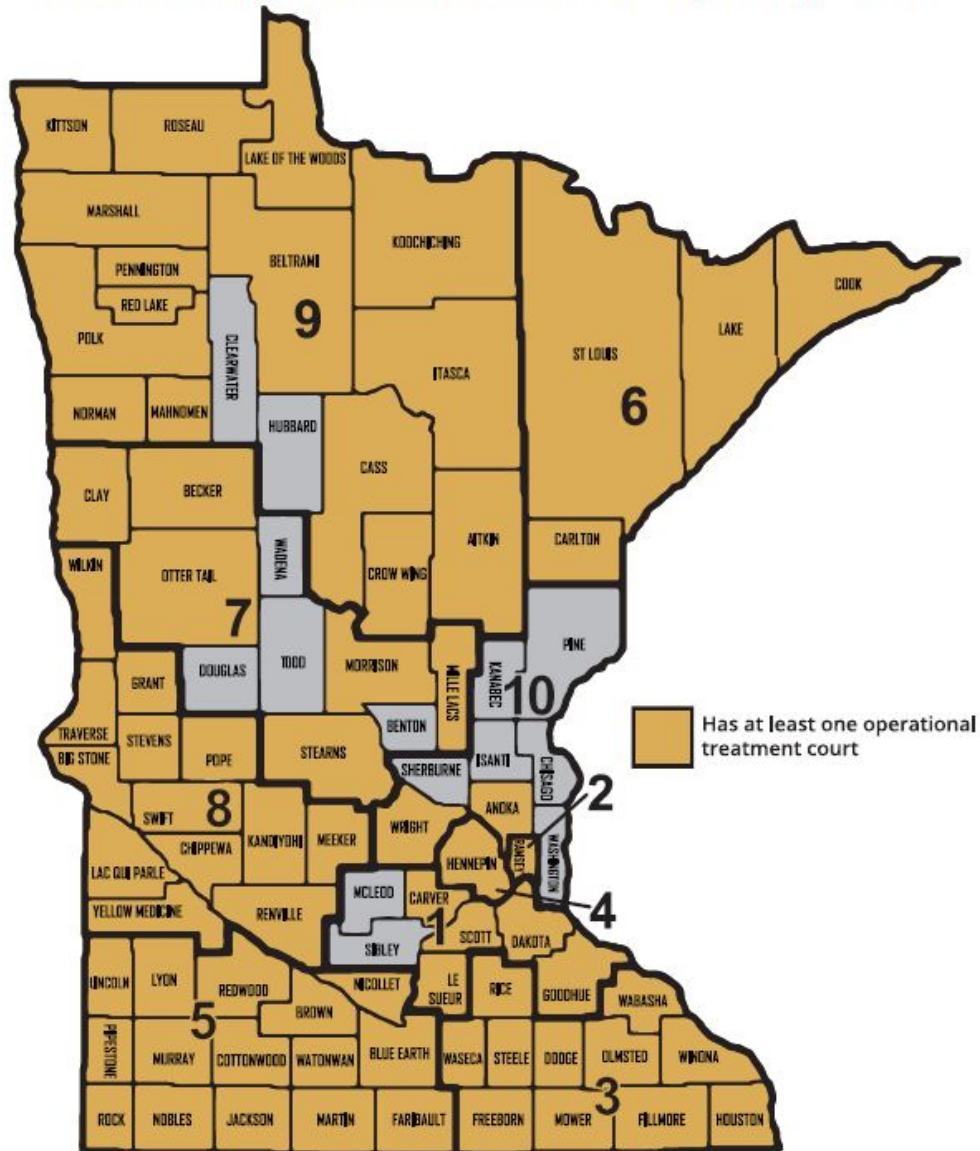 KITTSON
ROSEAU
LAKE OF THE WOODS
MARSHALL
KOOCHICHING
BELTRAMI
PENNINGTON
RED LAKE
POLK
9
CLEARWATER
COOK
LAKE
ST LOUIS
6
ITASCA
NORMAN
MAHNOMEN
HUBBARD
CASS
CLAY
BECKER
AITKIN
CARLTON
WADENA
WILKIN
OTTER TAIL
CROW WING
7
PINE
DOUGLAS
TODD
MORRISON
MILLE LACS
KANABEC
10
GRANT
BENTON
Has at least one operational
treatment court
TRAVERSE
STEVENS
POPE
STEARNS
BIG STONE
SHERBURNE
ISANTI
CHISAGO
2
8
SWIFT
ANOKA
WRIGHT
KANDIYOHI
MEEKER
CHIPPEWA
HENNEPIN
RAMSEY
WASHINGTON
LAC QUI PARLE
MCLEOD
CARVER
4
YELLOW MEDICINE
RENVILLE
1
SCOTT
DAKOTA
SIBLEY
LINCOLN
LYON
REDWOOD
NICOLLET
LE
SUEUR
RICE
GOODHUE
WABASHA
BROWN
5
PIPESTONE
MURRAY
COTTONWOOD
WATONWAN
BLUE EARTH
WASECA
STEELE
DODGE
OLMSTED
WINONA
3
ROCK
NOBLES
JACKSON
MARTIN
FARIBAULT
FREEBORN
MOWER
FILLMORE
HOUSTON